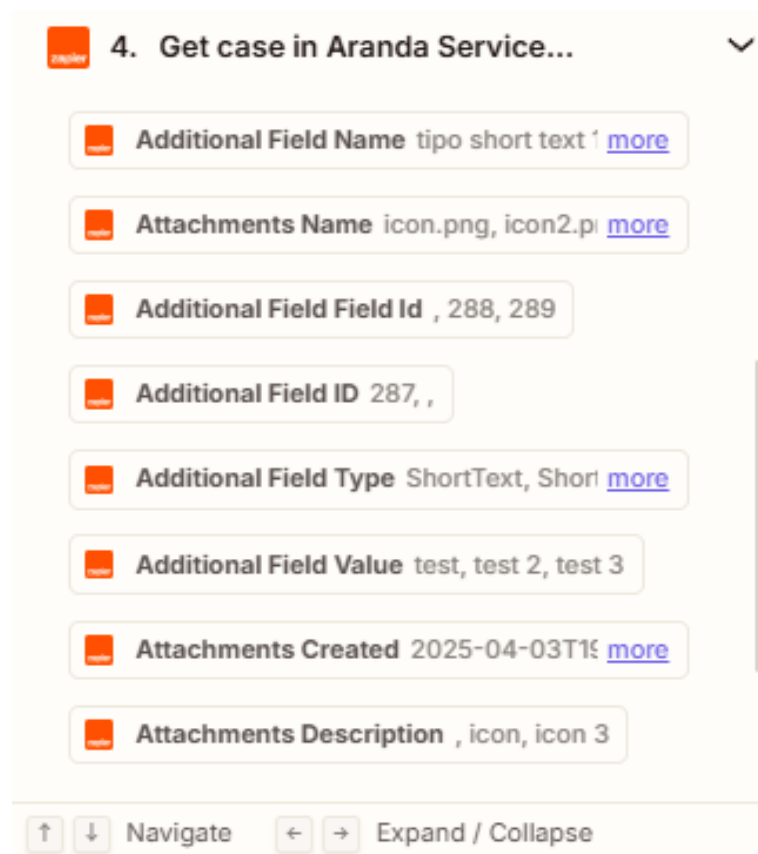 zapier 4. Get case in Aranda Service...
Additional Field Name tipo short text more
Attachments Name icon.png, icon2.p more
Additional Field Field Id , 288, 289
Additional Field ID 287, ,
Additional Field Type ShortText, Short more
Additional Field Value test, test 2, test 3
Attachments Created 2025-04-03T19 more
Attachments Description , icon, icon 3
↑ ↓ Navigate ← → Expand / Collapse